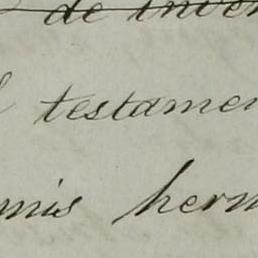 de inven
testamen
mis herm